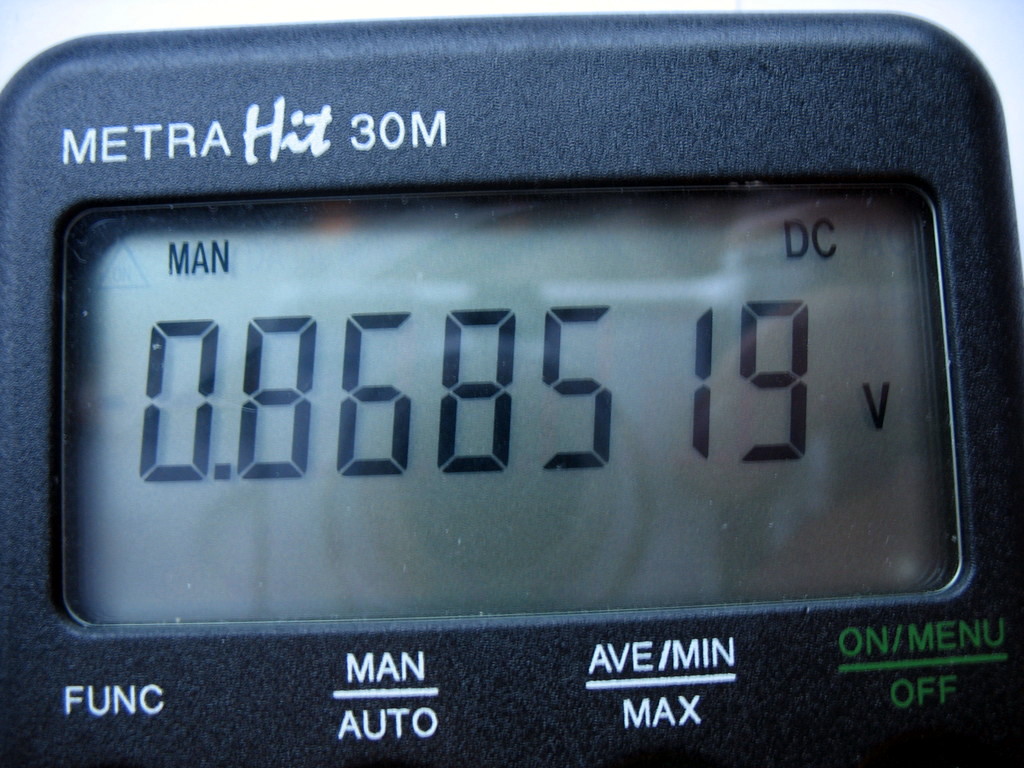 METRA Hit 30M
MAN DC
0.868519 V
FUNC MAN AVE/MIN ON/MENU
AUTO MAX OFF